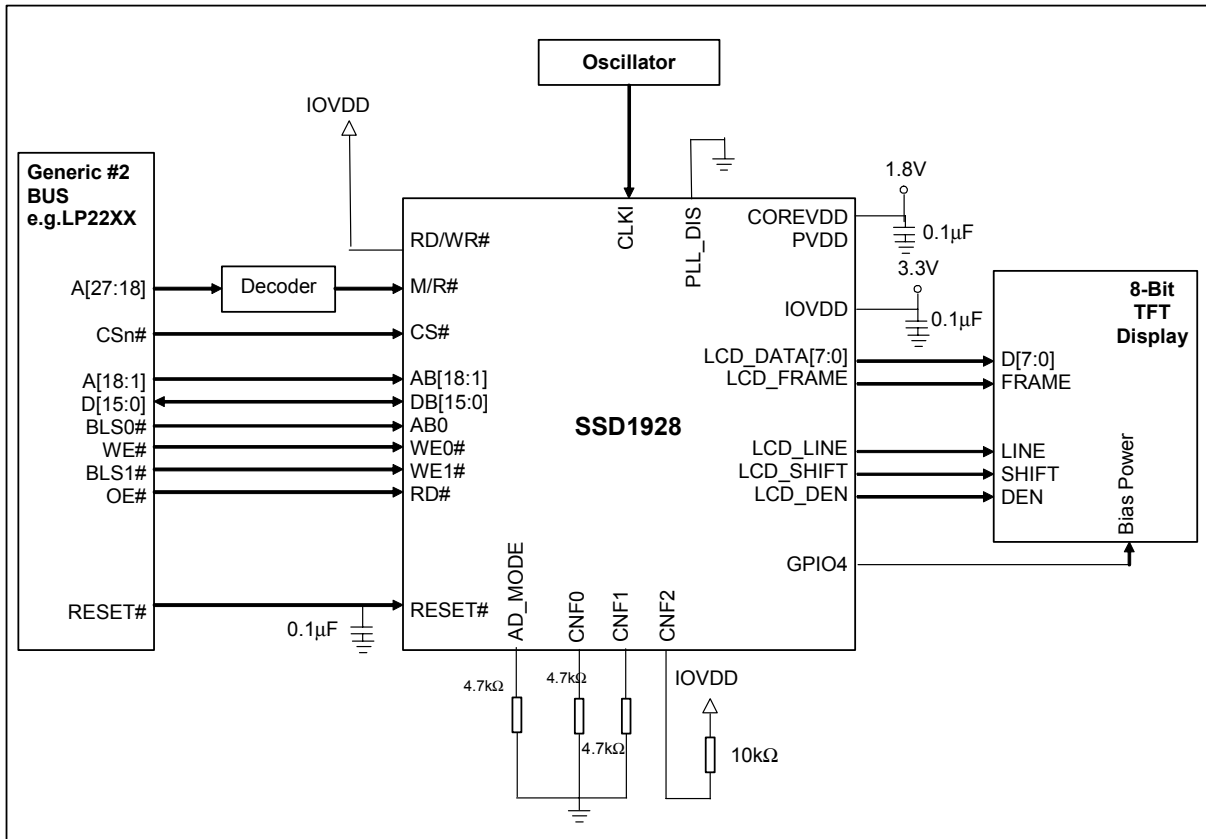 Oscillator
IOVDD
Generic #2
BUS
e.g.LP22XX
A[27:18]
CSn#
A[18:1]
D[15:0]
BLS0#
WE#
BLS1#
OE#
RESET#
Decoder
0.1μF
RD/WR#
M/R#
CS#
AB[18:1]
DB[15:0]
AB0
WE0#
WE1#
RD#
RESET#
CLKI
PLL_DIS
SSD1928
COREVDD
PVDD
IOVDD
LCD_DATA[7:0]
LCD_FRAME
LCD_LINE
LCD_SHIFT
LCD_DEN
GPIO4
AD_MODE
CNF0
CNF1
CNF2
1.8V
0.1μF
3.3V
0.1μF
8-Bit
TFT
Display
D[7:0]
FRAME
LINE
SHIFT
DEN
Bias Power
4.7kΩ
4.7kΩ
4.7kΩ
IOVDD
10kΩ